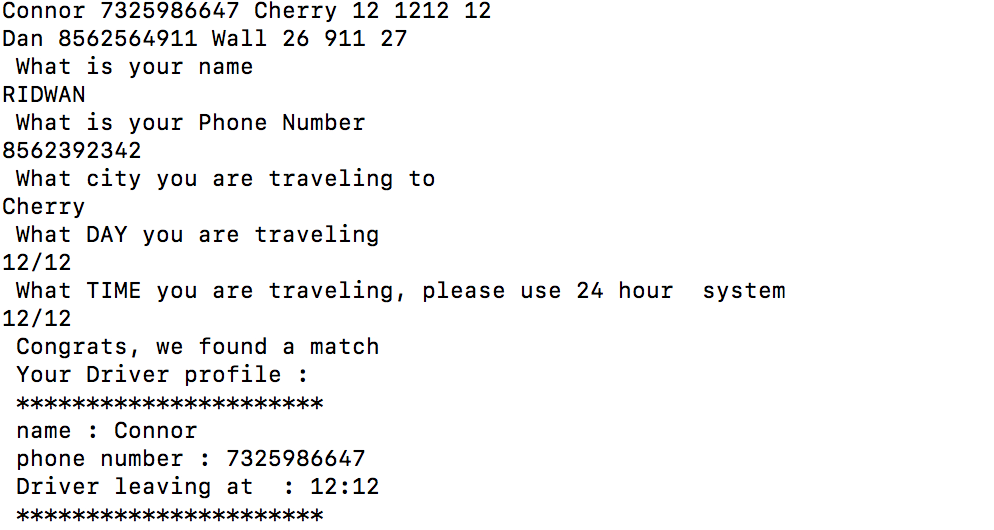 Connor 7325986647 Cherry 12 1212 12
Dan 8562564911 Wall 26 911 27
What is your name
RIDWAN
What is your Phone Number
8562392342
What city you are traveling to
Cherry
What DAY you are traveling
12/12
What TIME you are traveling, please use 24 hour  system
12/12
Congrats, we found a match
Your Driver profile :
**********************
name : Connor
phone number : 7325986647
Driver leaving at  : 12:12
**********************